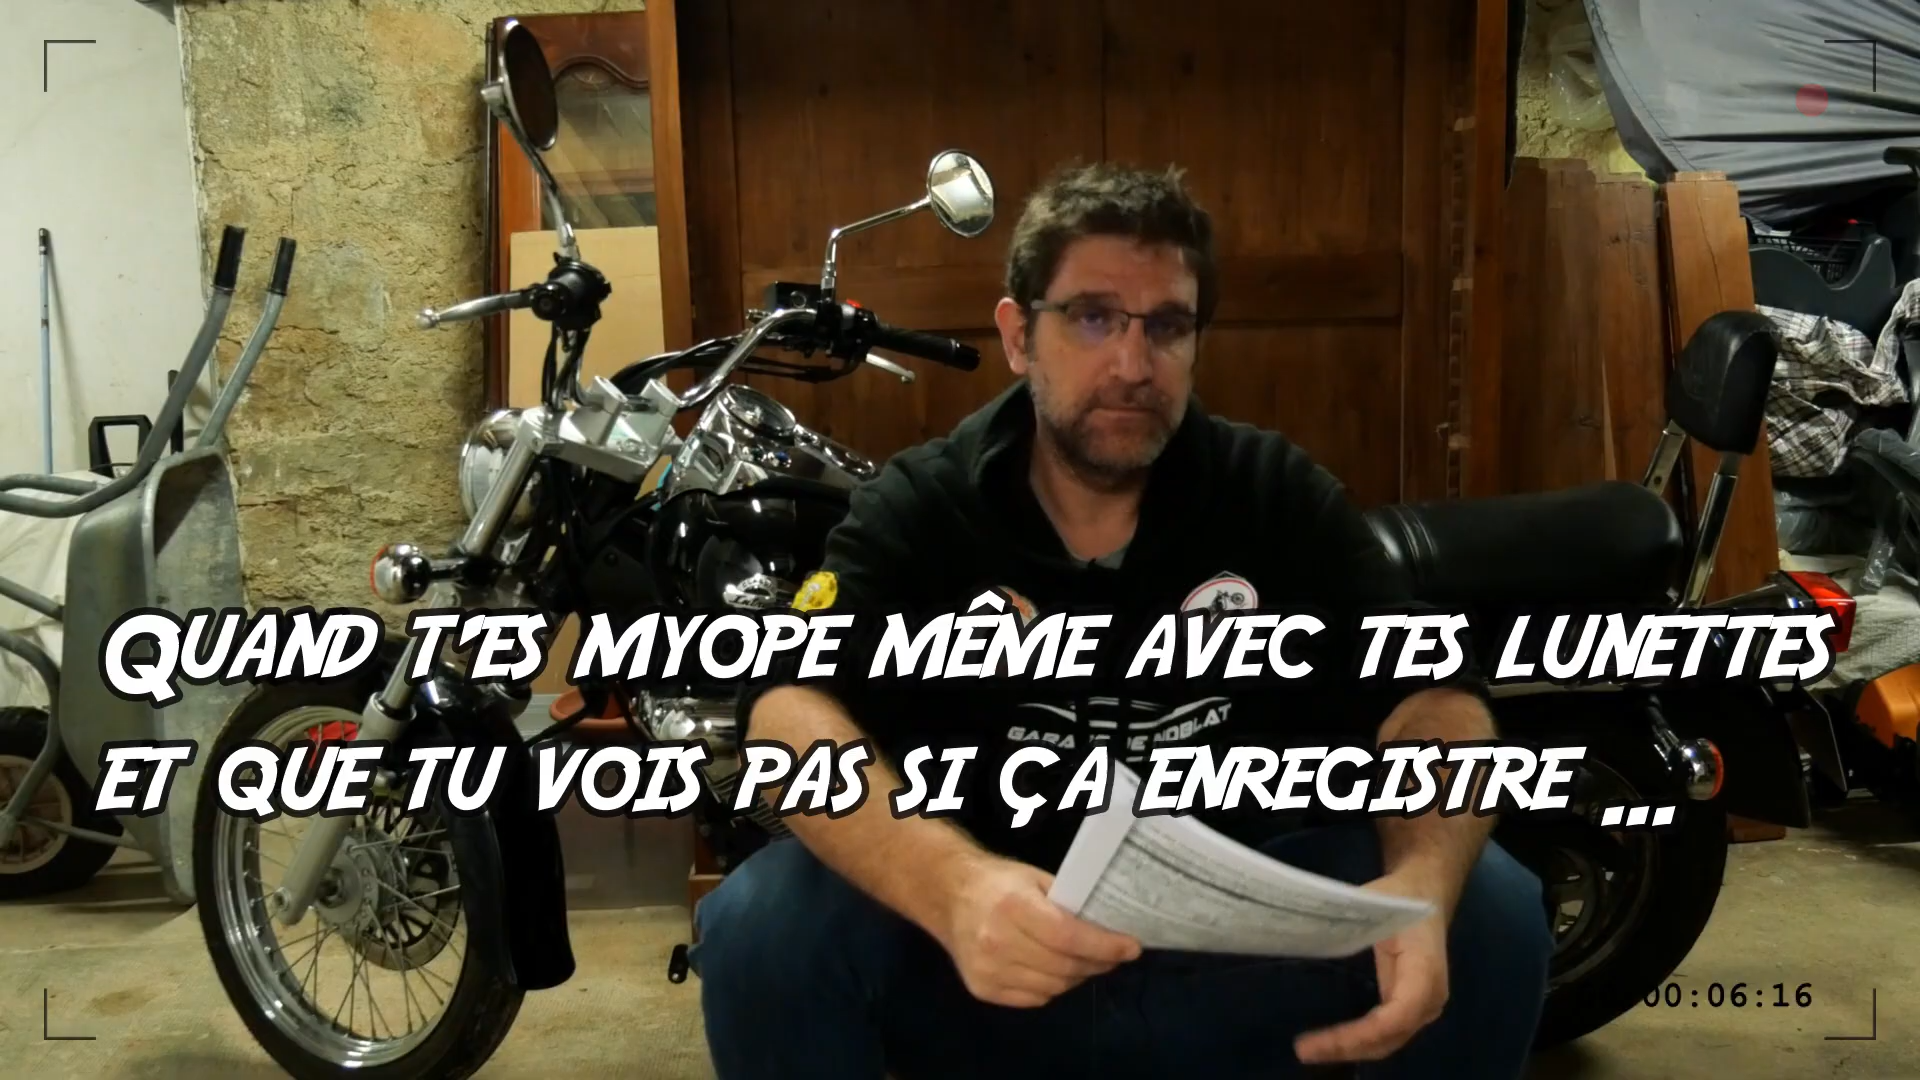 Quand t'es myope même avec tes lunettes
et que tu vois pas si ça enregistre ...
00:06:16